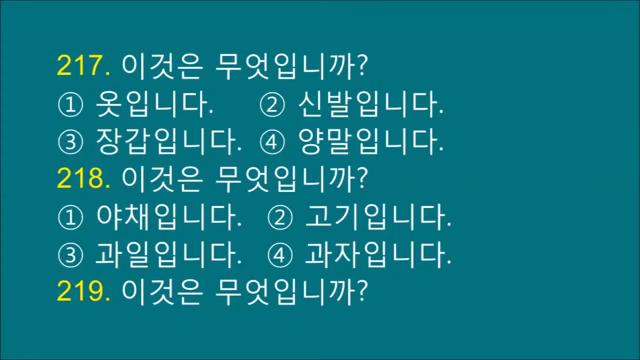 217. 이것은 무엇입니까?
① 옷입니다. ② 신발입니다.
③ 장갑입니다. ④ 양말입니다.
218. 이것은 무엇입니까?
① 야채입니다. ② 고기입니다.
③ 과일입니다. ④ 과자입니다.
219. 이것은 무엇입니까?